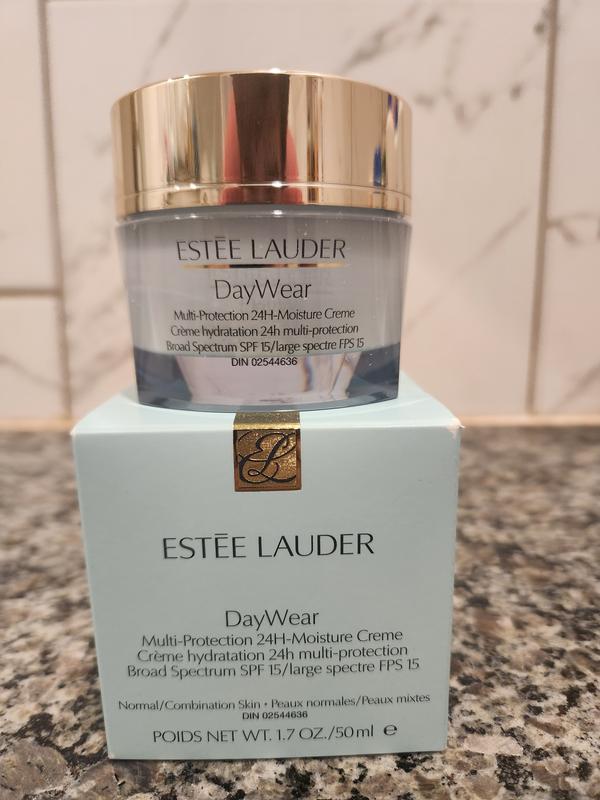 ESTĒE LAUDER
DayWear
Multi-Protection 24H-Moisture Creme
Crème hydratation 24h multi-protection
Broad Spectrum SPF 15/large spectre FPS 15
DIN 02544636
EL
ESTĒE LAUDER
DayWear
Multi-Protection 24H-Moisture Creme
Crème hydratation 24h multi-protection
Broad Spectrum SPF 15/large spectre FPS 15
Normal/Combination Skin • Peaux normales/Peaux mixtes
DIN 02544636
POIDS NET WT. 1.7 OZ./50 ml ℮